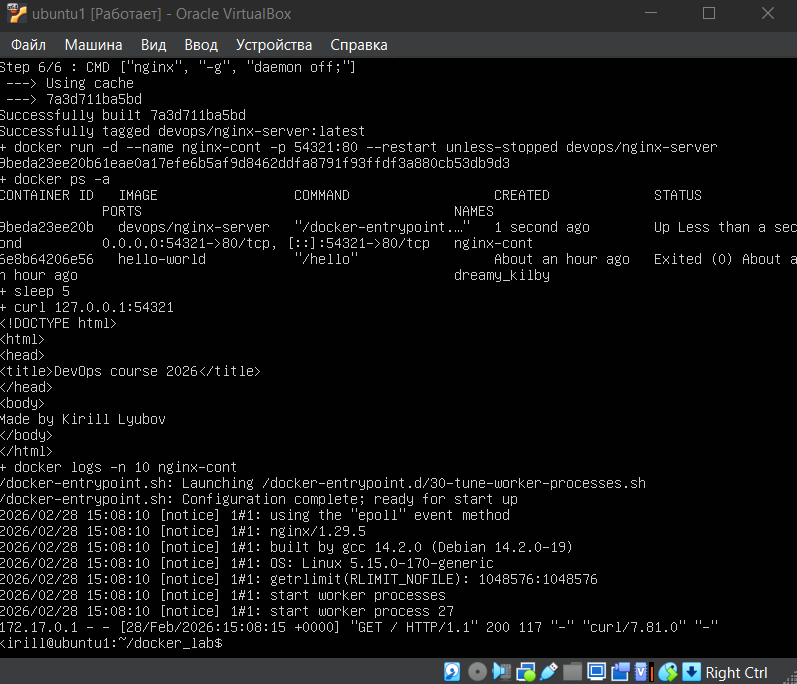 ubuntu1 [Работает] - Oracle VirtualBox
Файл Машина Вид Ввод Устройства Справка
Step 6/6 : CMD ["nginx", "-g", "daemon off;"]
 ---> Using cache
 ---> 7a3d711ba5bd
Successfully built 7a3d711ba5bd
Successfully tagged devops/nginx-server:latest
+ docker run -d --name nginx-cont -p 54321:80 --restart unless-stopped devops/nginx-server
9beda23ee20b61eae0a17efe6b5af9d8462ddfa8791f93ffdf3a880cb53db9d3
+ docker ps -a
CONTAINER ID   IMAGE                 COMMAND                  CREATED             STATUS
             PORTS                                       NAMES
9beda23ee20b   devops/nginx-server   "/docker-entrypoint.…"   1 second ago        Up Less than a sec
ond          0.0.0.0:54321->80/tcp, [::]:54321->80/tcp   nginx-cont
6e8b64206e56   hello-world           "/hello"                 About an hour ago   Exited (0) About a
n hour ago                                               dreamy_kilby
+ sleep 5
+ curl 127.0.0.1:54321
<!DOCTYPE html>
<html>
<head>
<title>DevOps course 2026</title>
</head>
<body>
Made by Kirill Lyubov
</body>
</html>
+ docker logs -n 10 nginx-cont
/docker-entrypoint.sh: Launching /docker-entrypoint.d/30-tune-worker-processes.sh
/docker-entrypoint.sh: Configuration complete; ready for start up
2026/02/28 15:08:10 [notice] 1#1: using the "epoll" event method
2026/02/28 15:08:10 [notice] 1#1: nginx/1.29.5
2026/02/28 15:08:10 [notice] 1#1: built by gcc 14.2.0 (Debian 14.2.0-19)
2026/02/28 15:08:10 [notice] 1#1: OS: Linux 5.15.0-170-generic
2026/02/28 15:08:10 [notice] 1#1: getrlimit(RLIMIT_NOFILE): 1048576:1048576
2026/02/28 15:08:10 [notice] 1#1: start worker processes
2026/02/28 15:08:10 [notice] 1#1: start worker process 27
172.17.0.1 - - [28/Feb/2026:15:08:15 +0000] "GET / HTTP/1.1" 200 117 "-" "curl/7.81.0" "-"
kirill@ubuntu1:~/docker_lab$
Right Ctrl